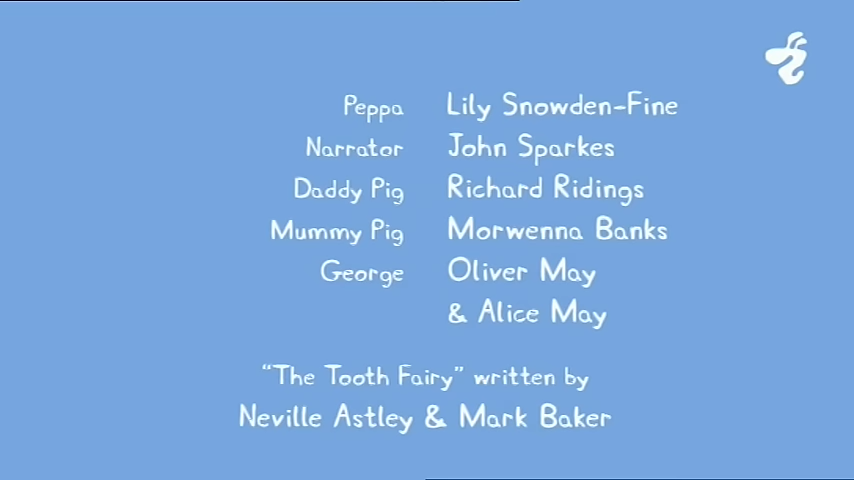 Peppa Lily Snowden-Fine
Narrator John Sparkes
Daddy Pig Richard Ridings
Mummy Pig Morwenna Banks
George Oliver May
& Alice May
“The Tooth Fairy” written by
Neville Astley & Mark Baker